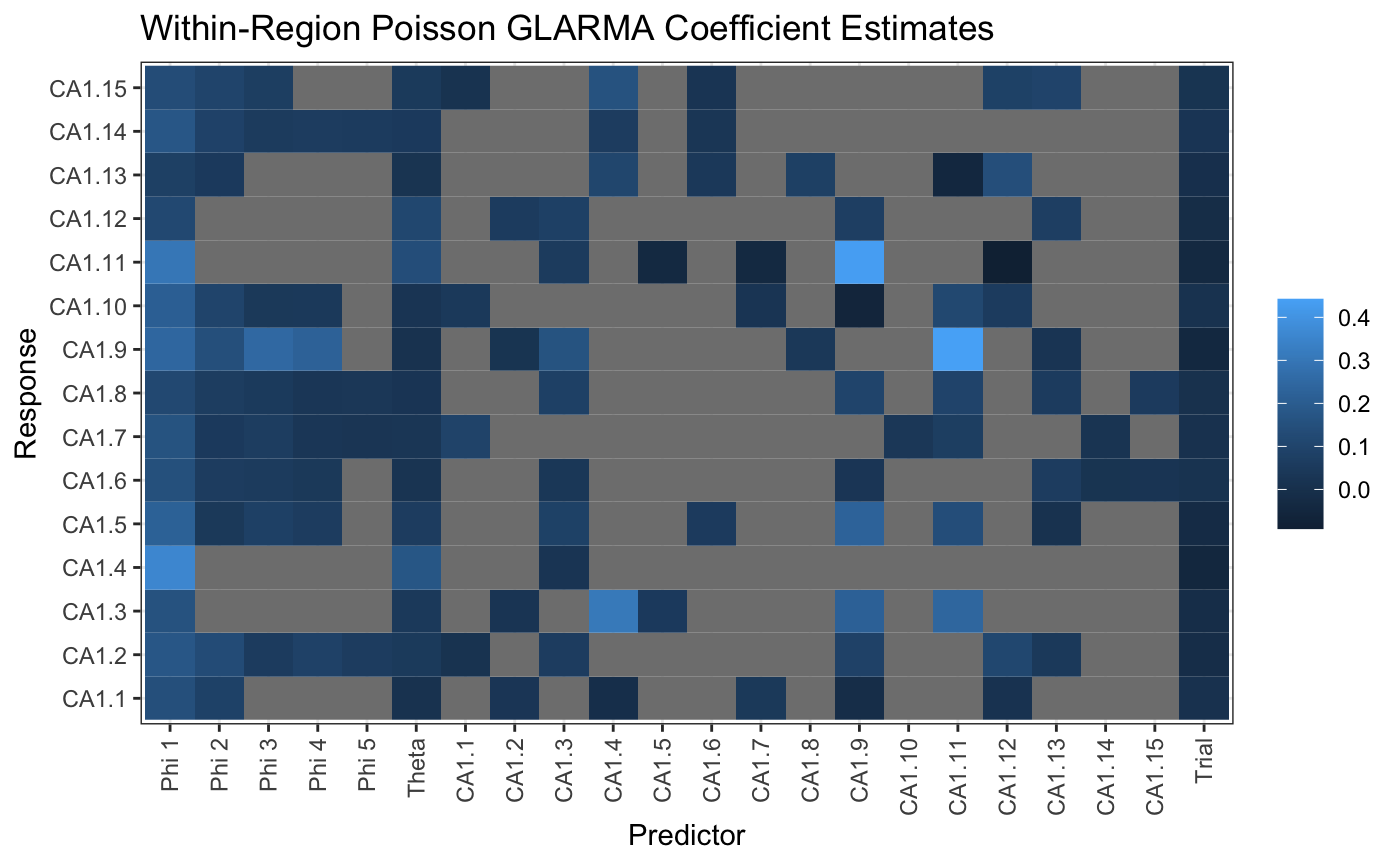 Within-Region Poisson GLARMA Coefficient Estimates
Response
CA1.15
CA1.14
CA1.13
CA1.12
CA1.11
CA1.10
CA1.9
CA1.8
CA1.7
CA1.6
CA1.5
CA1.4
CA1.3
CA1.2
CA1.1
Phi 1
Phi 2
Phi 3
Phi 4
Phi 5
Theta
CA1.1
CA1.2
CA1.3
CA1.4
CA1.5
CA1.6
CA1.7
CA1.8
CA1.9
CA1.10
CA1.11
CA1.12
CA1.13
CA1.14
CA1.15
Trial
Predictor
0.4
0.3
0.2
0.1
0.0